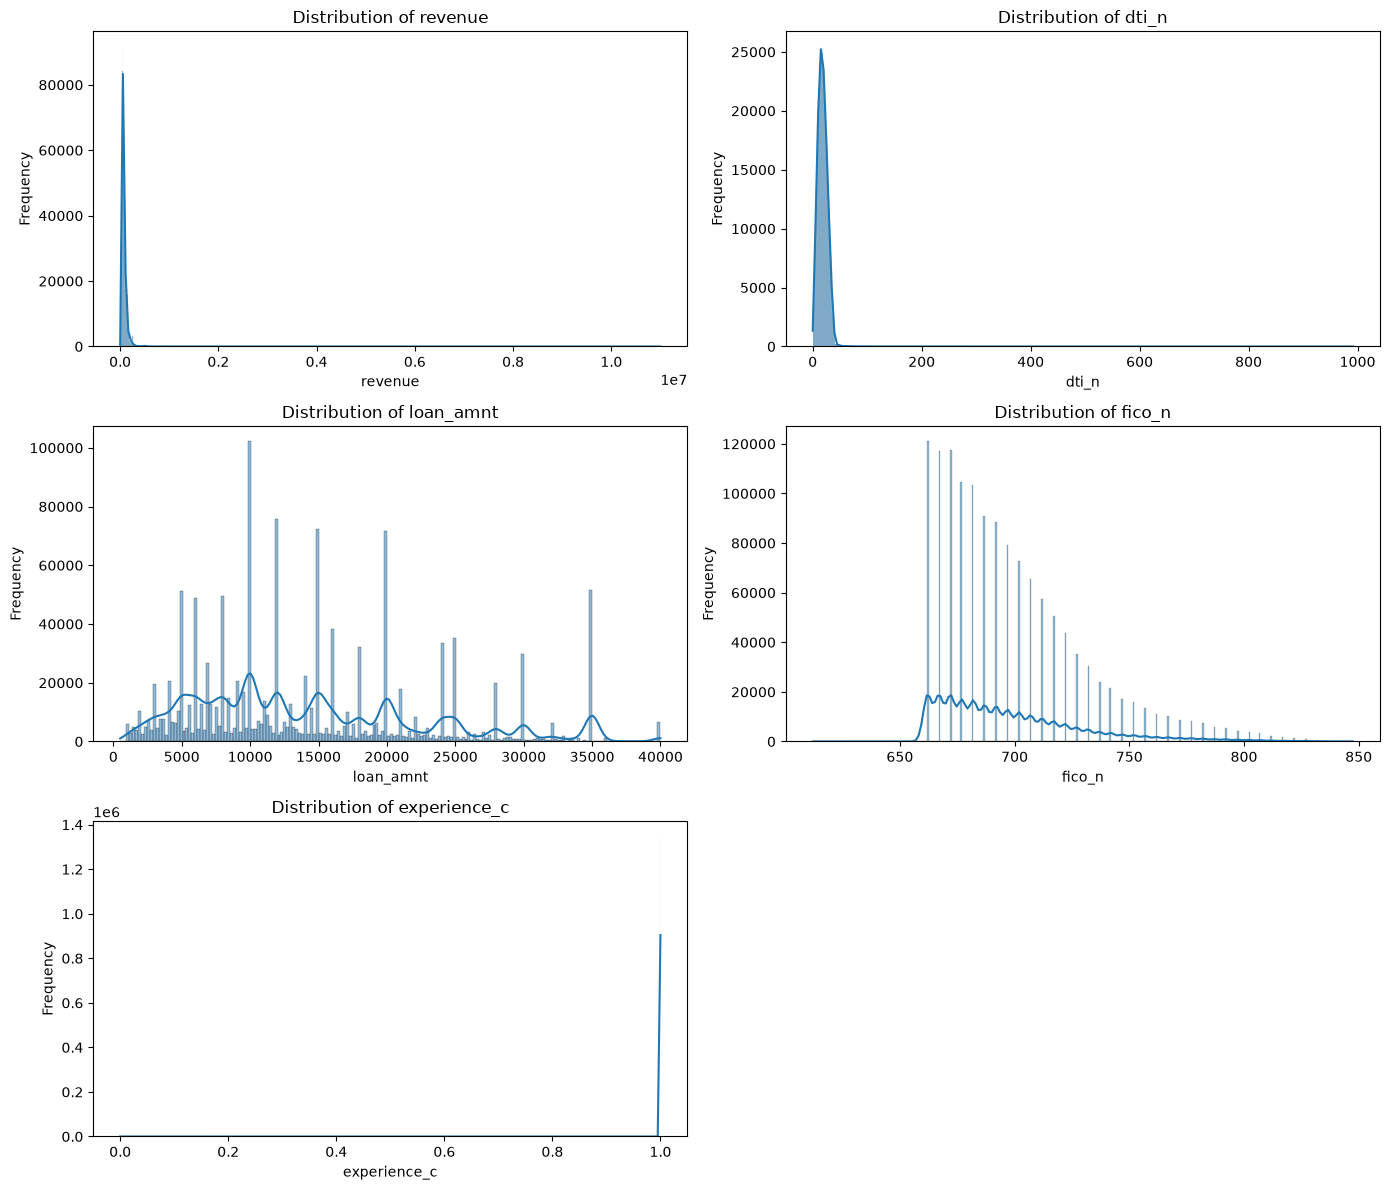 Distribution of revenue
Frequency
80000
60000
40000
20000
0
0.0 0.2 0.4 0.6 0.8 1.0
1e7
revenue
Distribution of dti_n
Frequency
25000
20000
15000
10000
5000
0
0 200 400 600 800 1000
dti_n
Distribution of loan_amnt
Frequency
100000
80000
60000
40000
20000
0
0 5000 10000 15000 20000 25000 30000 35000 40000
loan_amnt
Distribution of fico_n
Frequency
120000
100000
80000
60000
40000
20000
0
650 700 750 800 850
fico_n
Distribution of experience_c
1e6
Frequency
1.4
1.2
1.0
0.8
0.6
0.4
0.2
0.0
0.0 0.2 0.4 0.6 0.8 1.0
experience_c